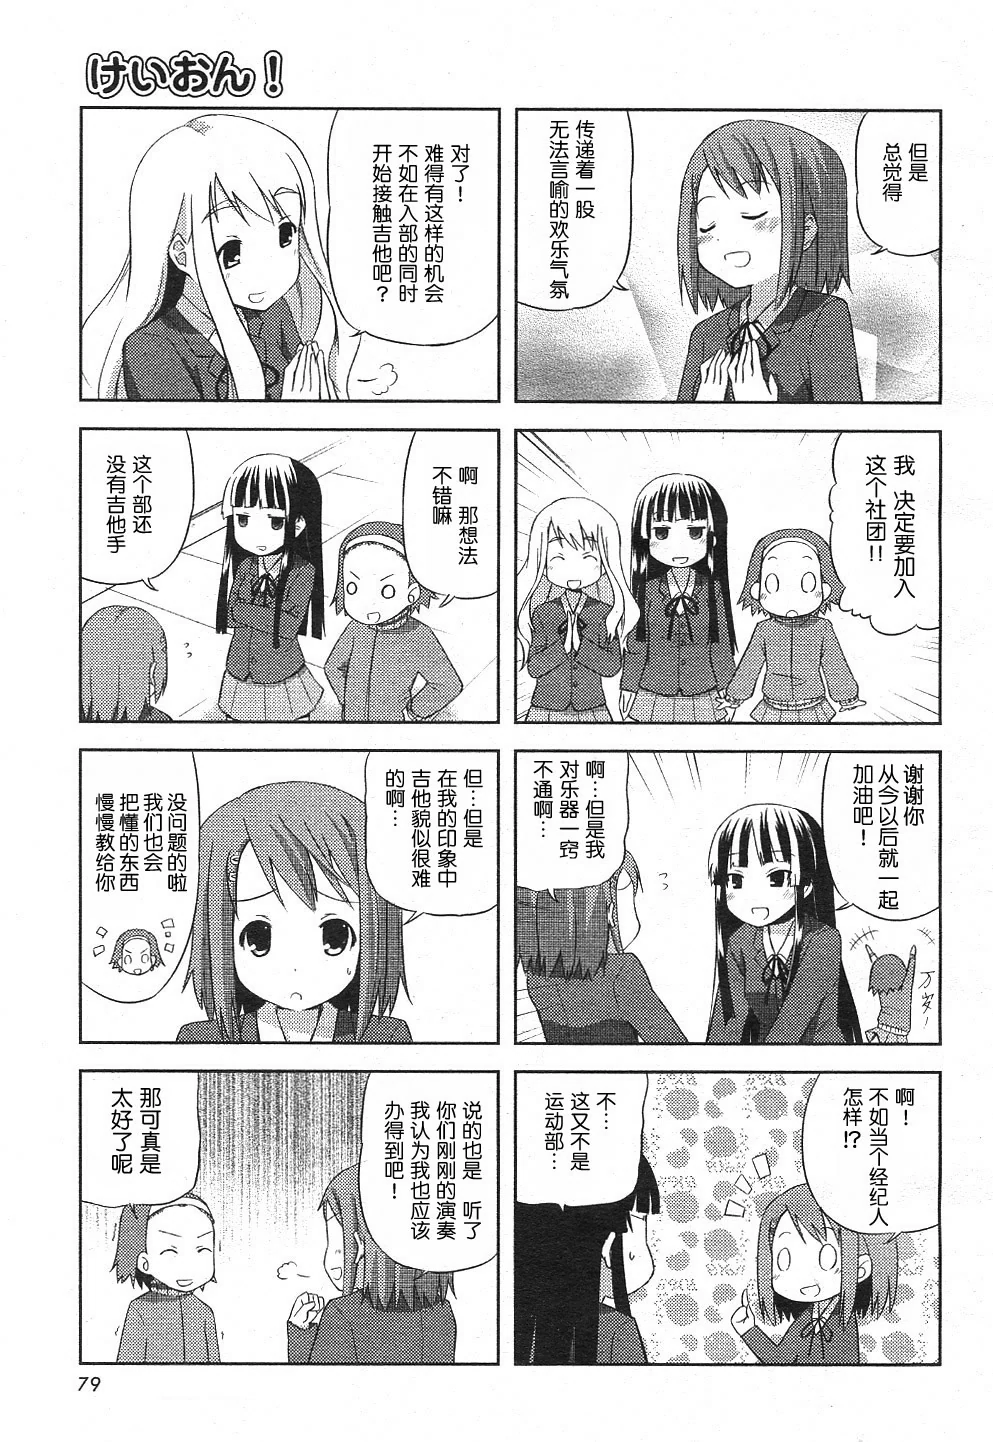 けいおん!
但是
总觉得
传递着一股
无法言喻的欢乐气氛
我 决定要加入
这个社团!!
谢谢你
从今以后就一起
加油吧!
啊…但是我
对乐器一窍
不通啊…
万岁!
啊!
不如当个经纪人
怎样!?
不…
这又不是
运动部…
对了!
难得有这样的机会
不如在入部的同时
开始接触吉他吧?
啊 那想法
不错嘛
这个部还
没有吉他手
但…但是
在我的印象中
吉他貌似很难
的啊…
没问题的啦
我们也会
把懂的东西
慢慢教给你
说的也是 听了
你们刚刚的演奏
我认为我也应该
办得到吧!
那可真是
太好了呢
79